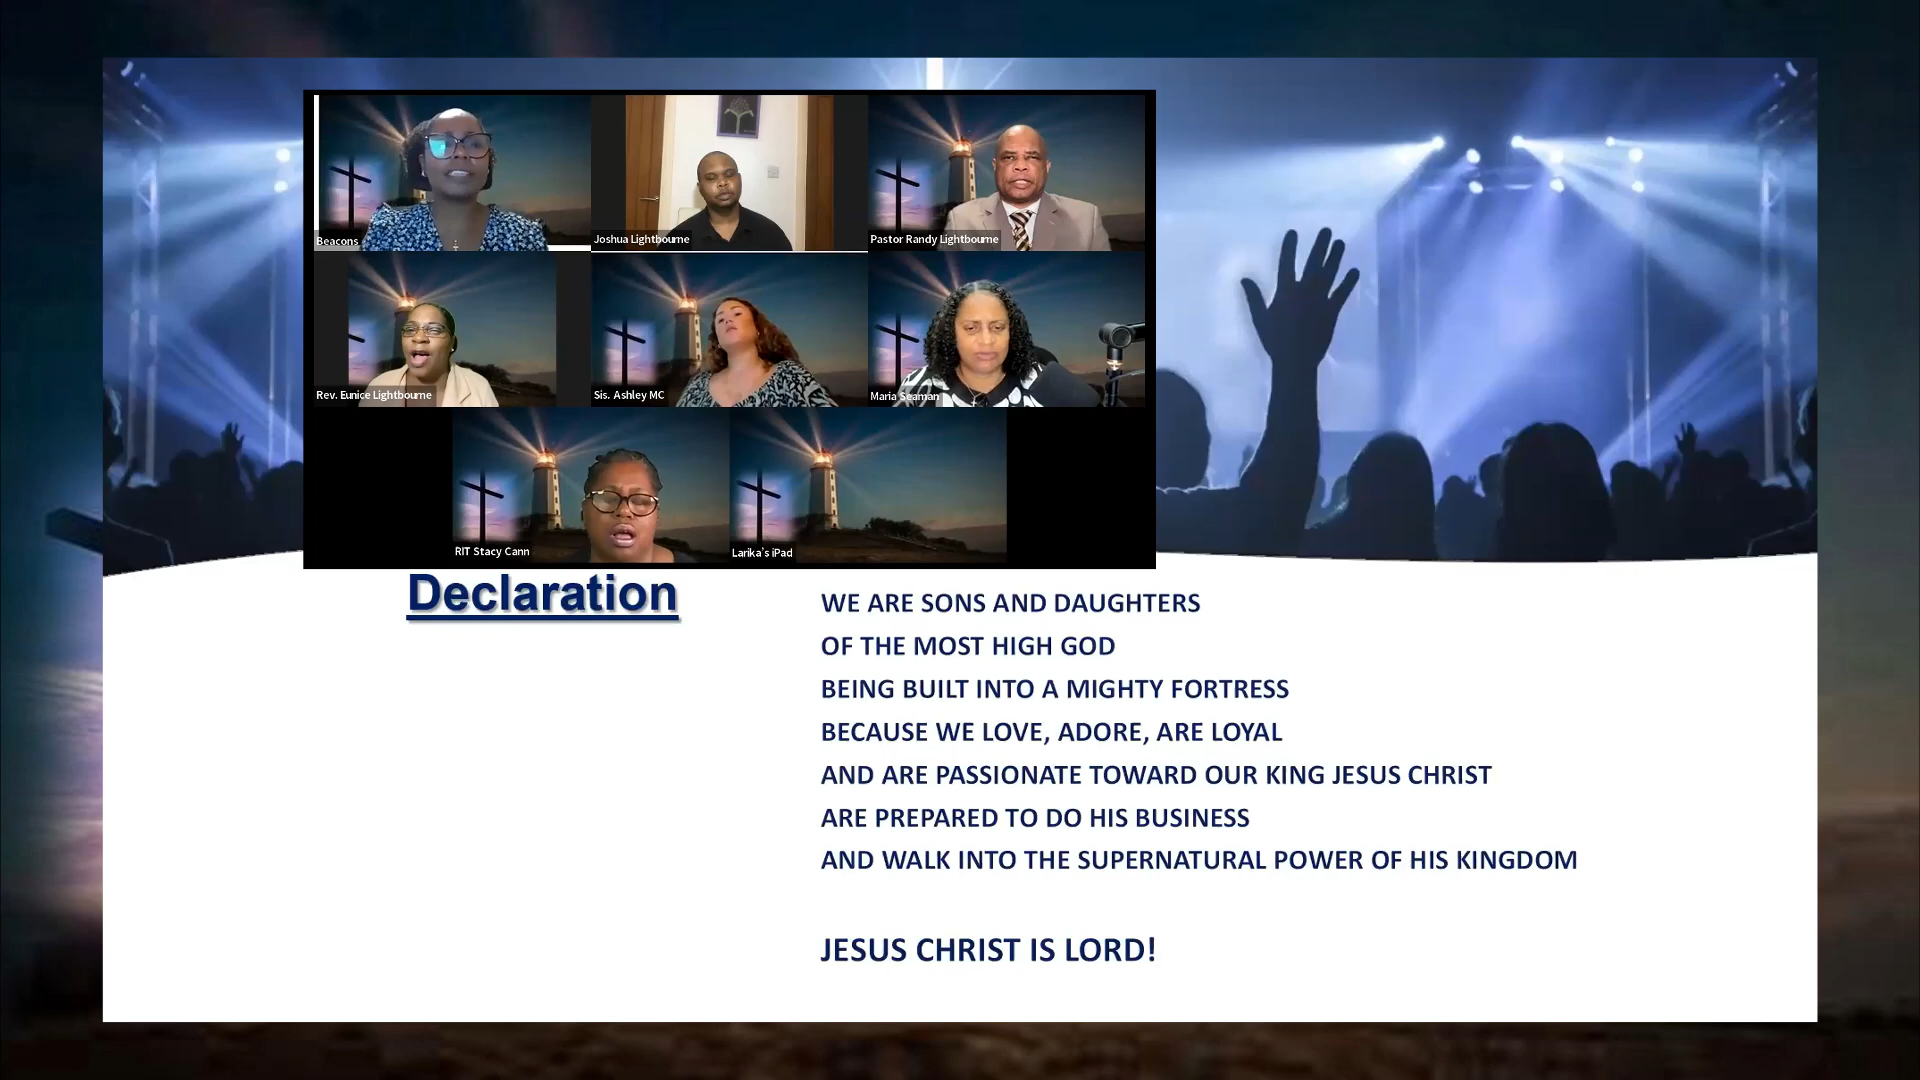 Beacons
Joshua Lightbourne
Pastor Randy Lightbourne
Rev. Eunice Lightbourne
Sis. Ashley MC
Maria Seaman
RIT Stacy Cann
Larika's iPad
Declaration
WE ARE SONS AND DAUGHTERS
OF THE MOST HIGH GOD
BEING BUILT INTO A MIGHTY FORTRESS
BECAUSE WE LOVE, ADORE, ARE LOYAL
AND ARE PASSIONATE TOWARD OUR KING JESUS CHRIST
ARE PREPARED TO DO HIS BUSINESS
AND WALK INTO THE SUPERNATURAL POWER OF HIS KINGDOM
JESUS CHRIST IS LORD!